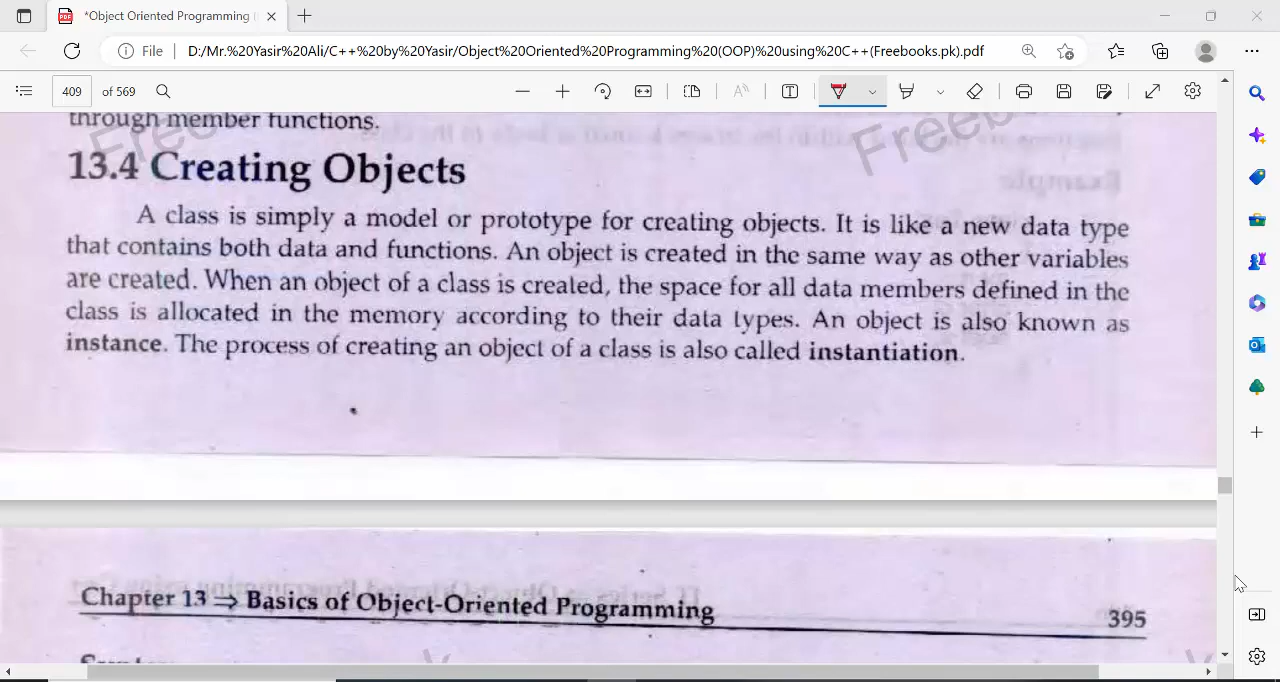 *Object Oriented Programming (
File
D:/Mr.%20Yasir%20Ali/C++%20by%20Yasir/Object%20Oriented%20Programming%20(OOP)%20using%20C++(Freebooks.pk).pdf
409 of 569
through member functions.
13.4 Creating Objects
A class is simply a model or prototype for creating objects. It is like a new data type
that contains both data and functions. An object is created in the same way as other variables
are created. When an object of a class is created, the space for all data members defined in the
class is allocated in the memory according to their data types. An object is also known as
instance. The process of creating an object of a class is also called instantiation.
Chapter 13 ⇒ Basics of Object-Oriented Programming
395